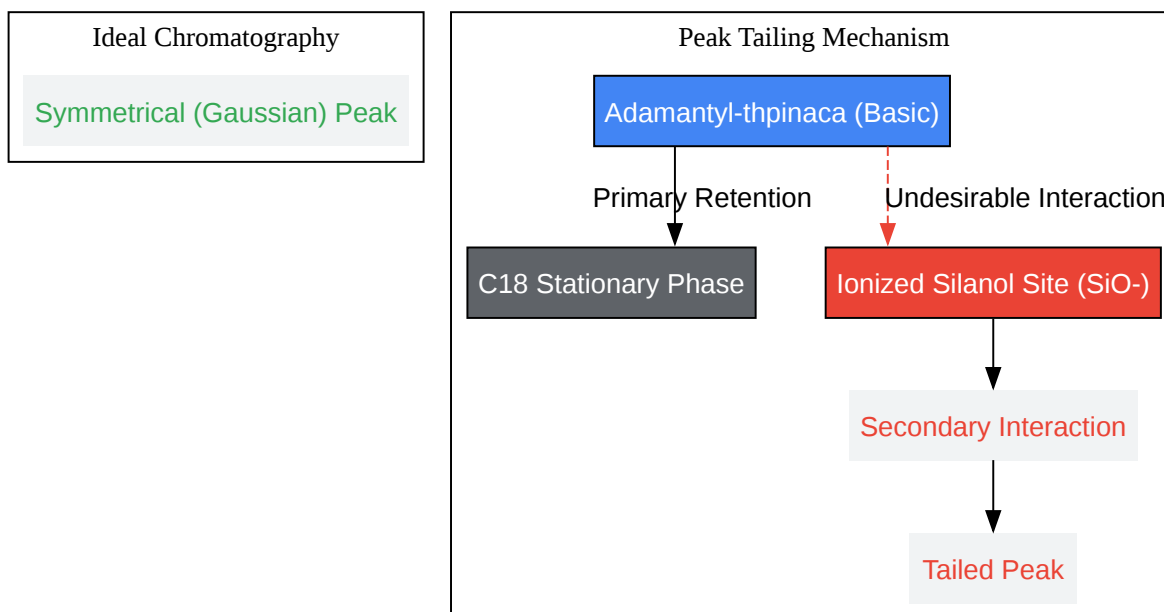 Ideal Chromatography
Symmetrical (Gaussian) Peak
Peak Tailing Mechanism
Adamantyl-thpinaca (Basic)
Primary Retention
Undesirable Interaction
C18 Stationary Phase
Ionized Silanol Site (SiO-)
Secondary Interaction
Tailed Peak